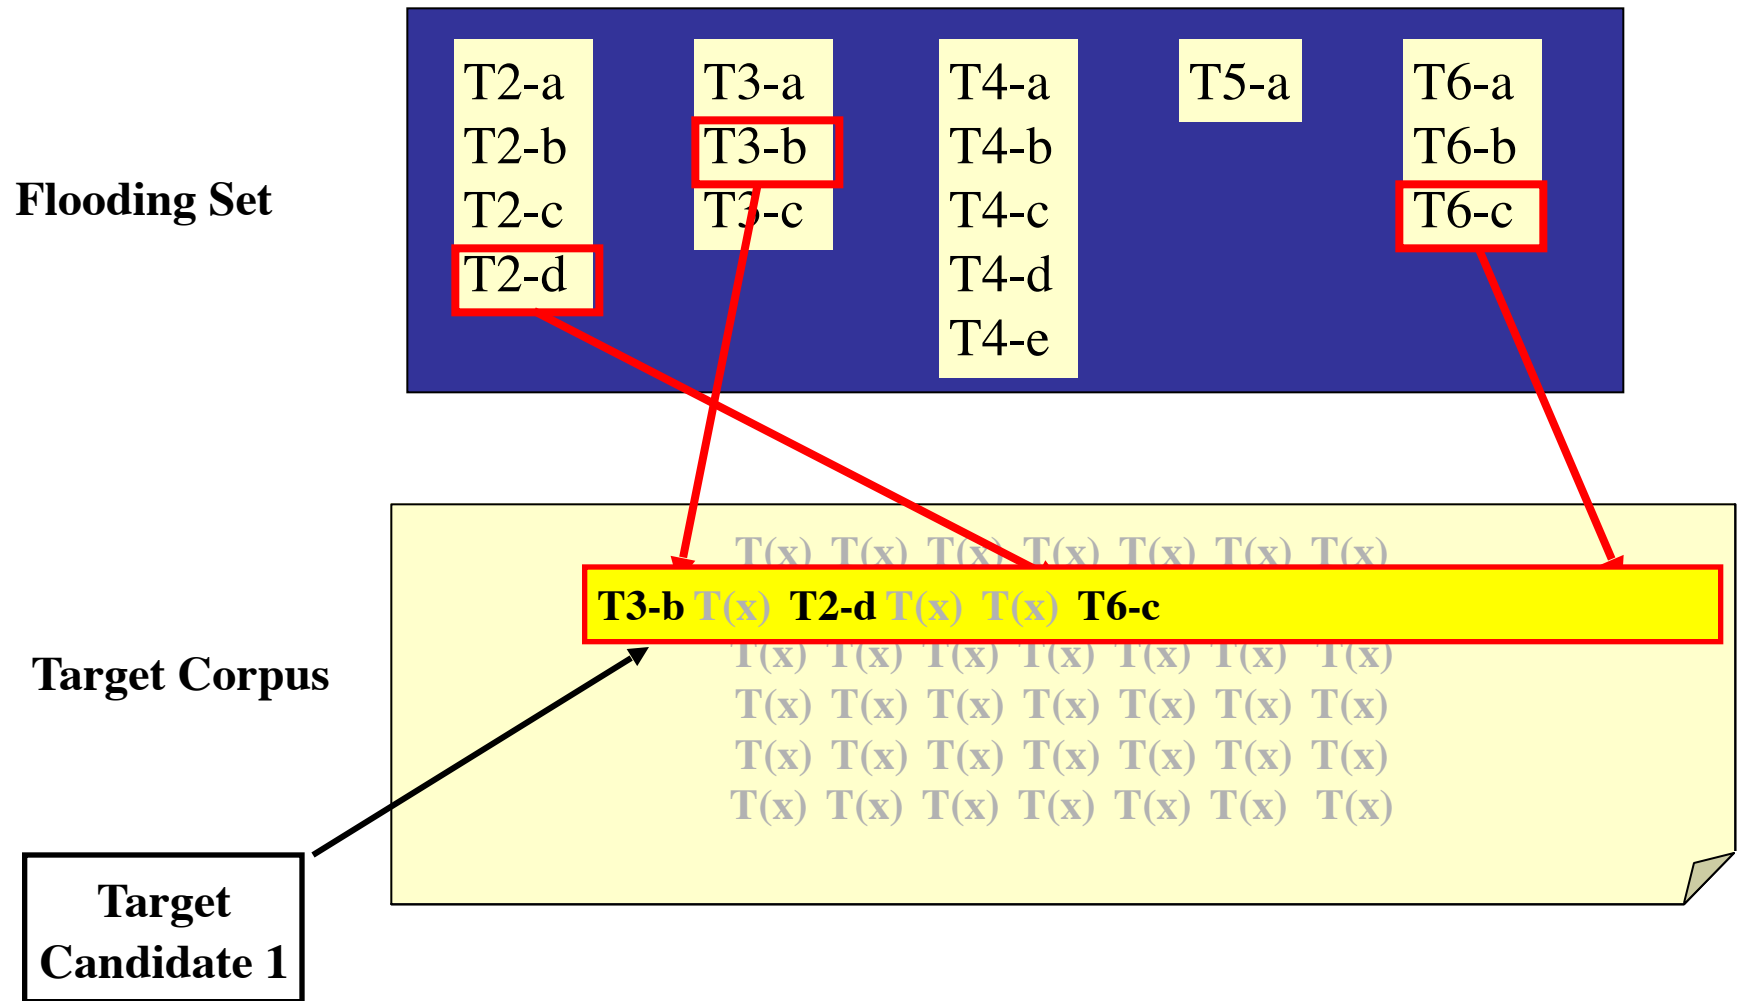 T2-a T3-a T4-a T5-a T6-a
T2-b T3-b T4-b T6-b
Flooding Set
T2-c T3-c T4-c T6-c
T2-d T4-d
T4-e
T(x) T(x) T(x) T(x) T(x) T(x) T(x)
T3-b T(x) T2-d T(x) T(x) T6-c
T(x) T(x) T(x) T(x) T(x) T(x) T(x)
Target Corpus
T(x) T(x) T(x) T(x) T(x) T(x) T(x)
T(x) T(x) T(x) T(x) T(x) T(x) T(x)
T(x) T(x) T(x) T(x) T(x) T(x) T(x)
Target
Candidate 1